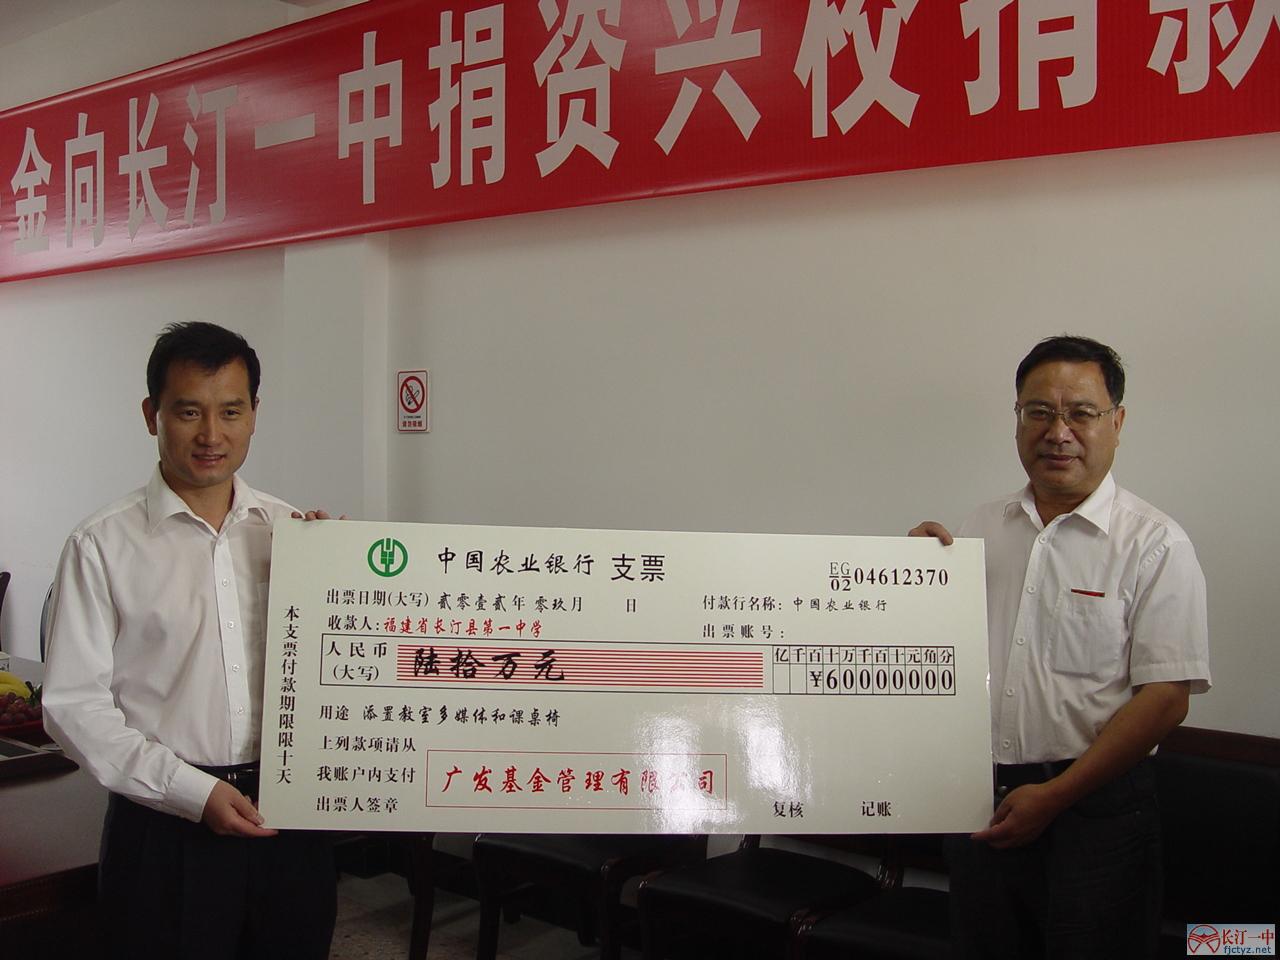 金向长汀一中捐资兴校捐款
中国农业银行 支票
EG
02 04612370
出票日期(大写) 贰零壹贰年 零玖月 日
付款行名称: 中国农业银行
收款人: 福建省长汀县第一中学
出票账号:
人民币
(大写)
陆拾万元
亿千百十万千百十元角分
¥60000000
用途 添置教室多媒体和课桌椅
上列款项请从
我账户内支付
出票人签章
广发基金管理有限公司
复核 记账
本支票付款期限限十天
长汀一中
fjctyz.net